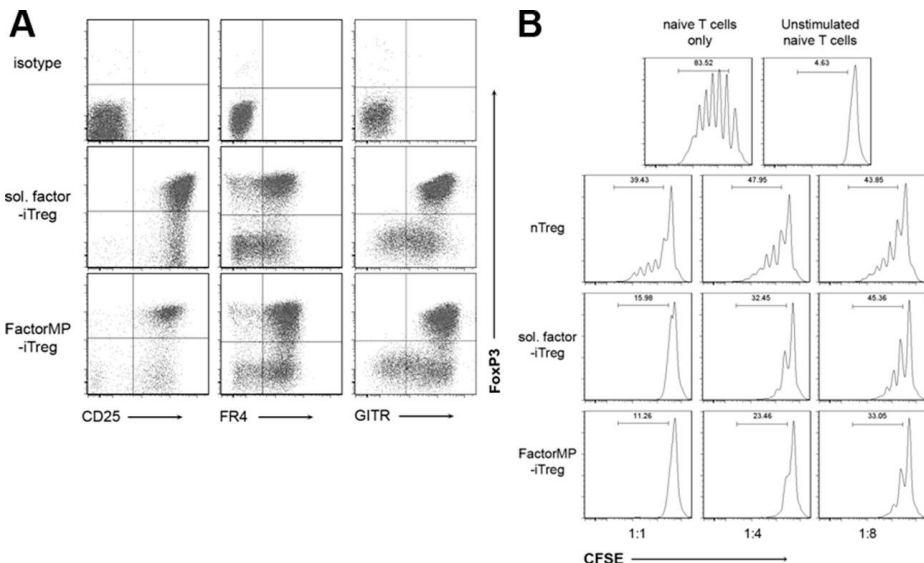 A
isotype
sol. factor
-iTreg
FactorMP
-iTreg
CD25
FR4
GITR
FoxP3
B
naive T cells
only
Unstimulated
naive T cells
83.52
4.63
nTreg
39.43
47.95
43.85
sol. factor
-iTreg
15.98
32.45
45.36
FactorMP
-iTreg
11.26
23.46
33.05
1:1
1:4
1:8
CFSE